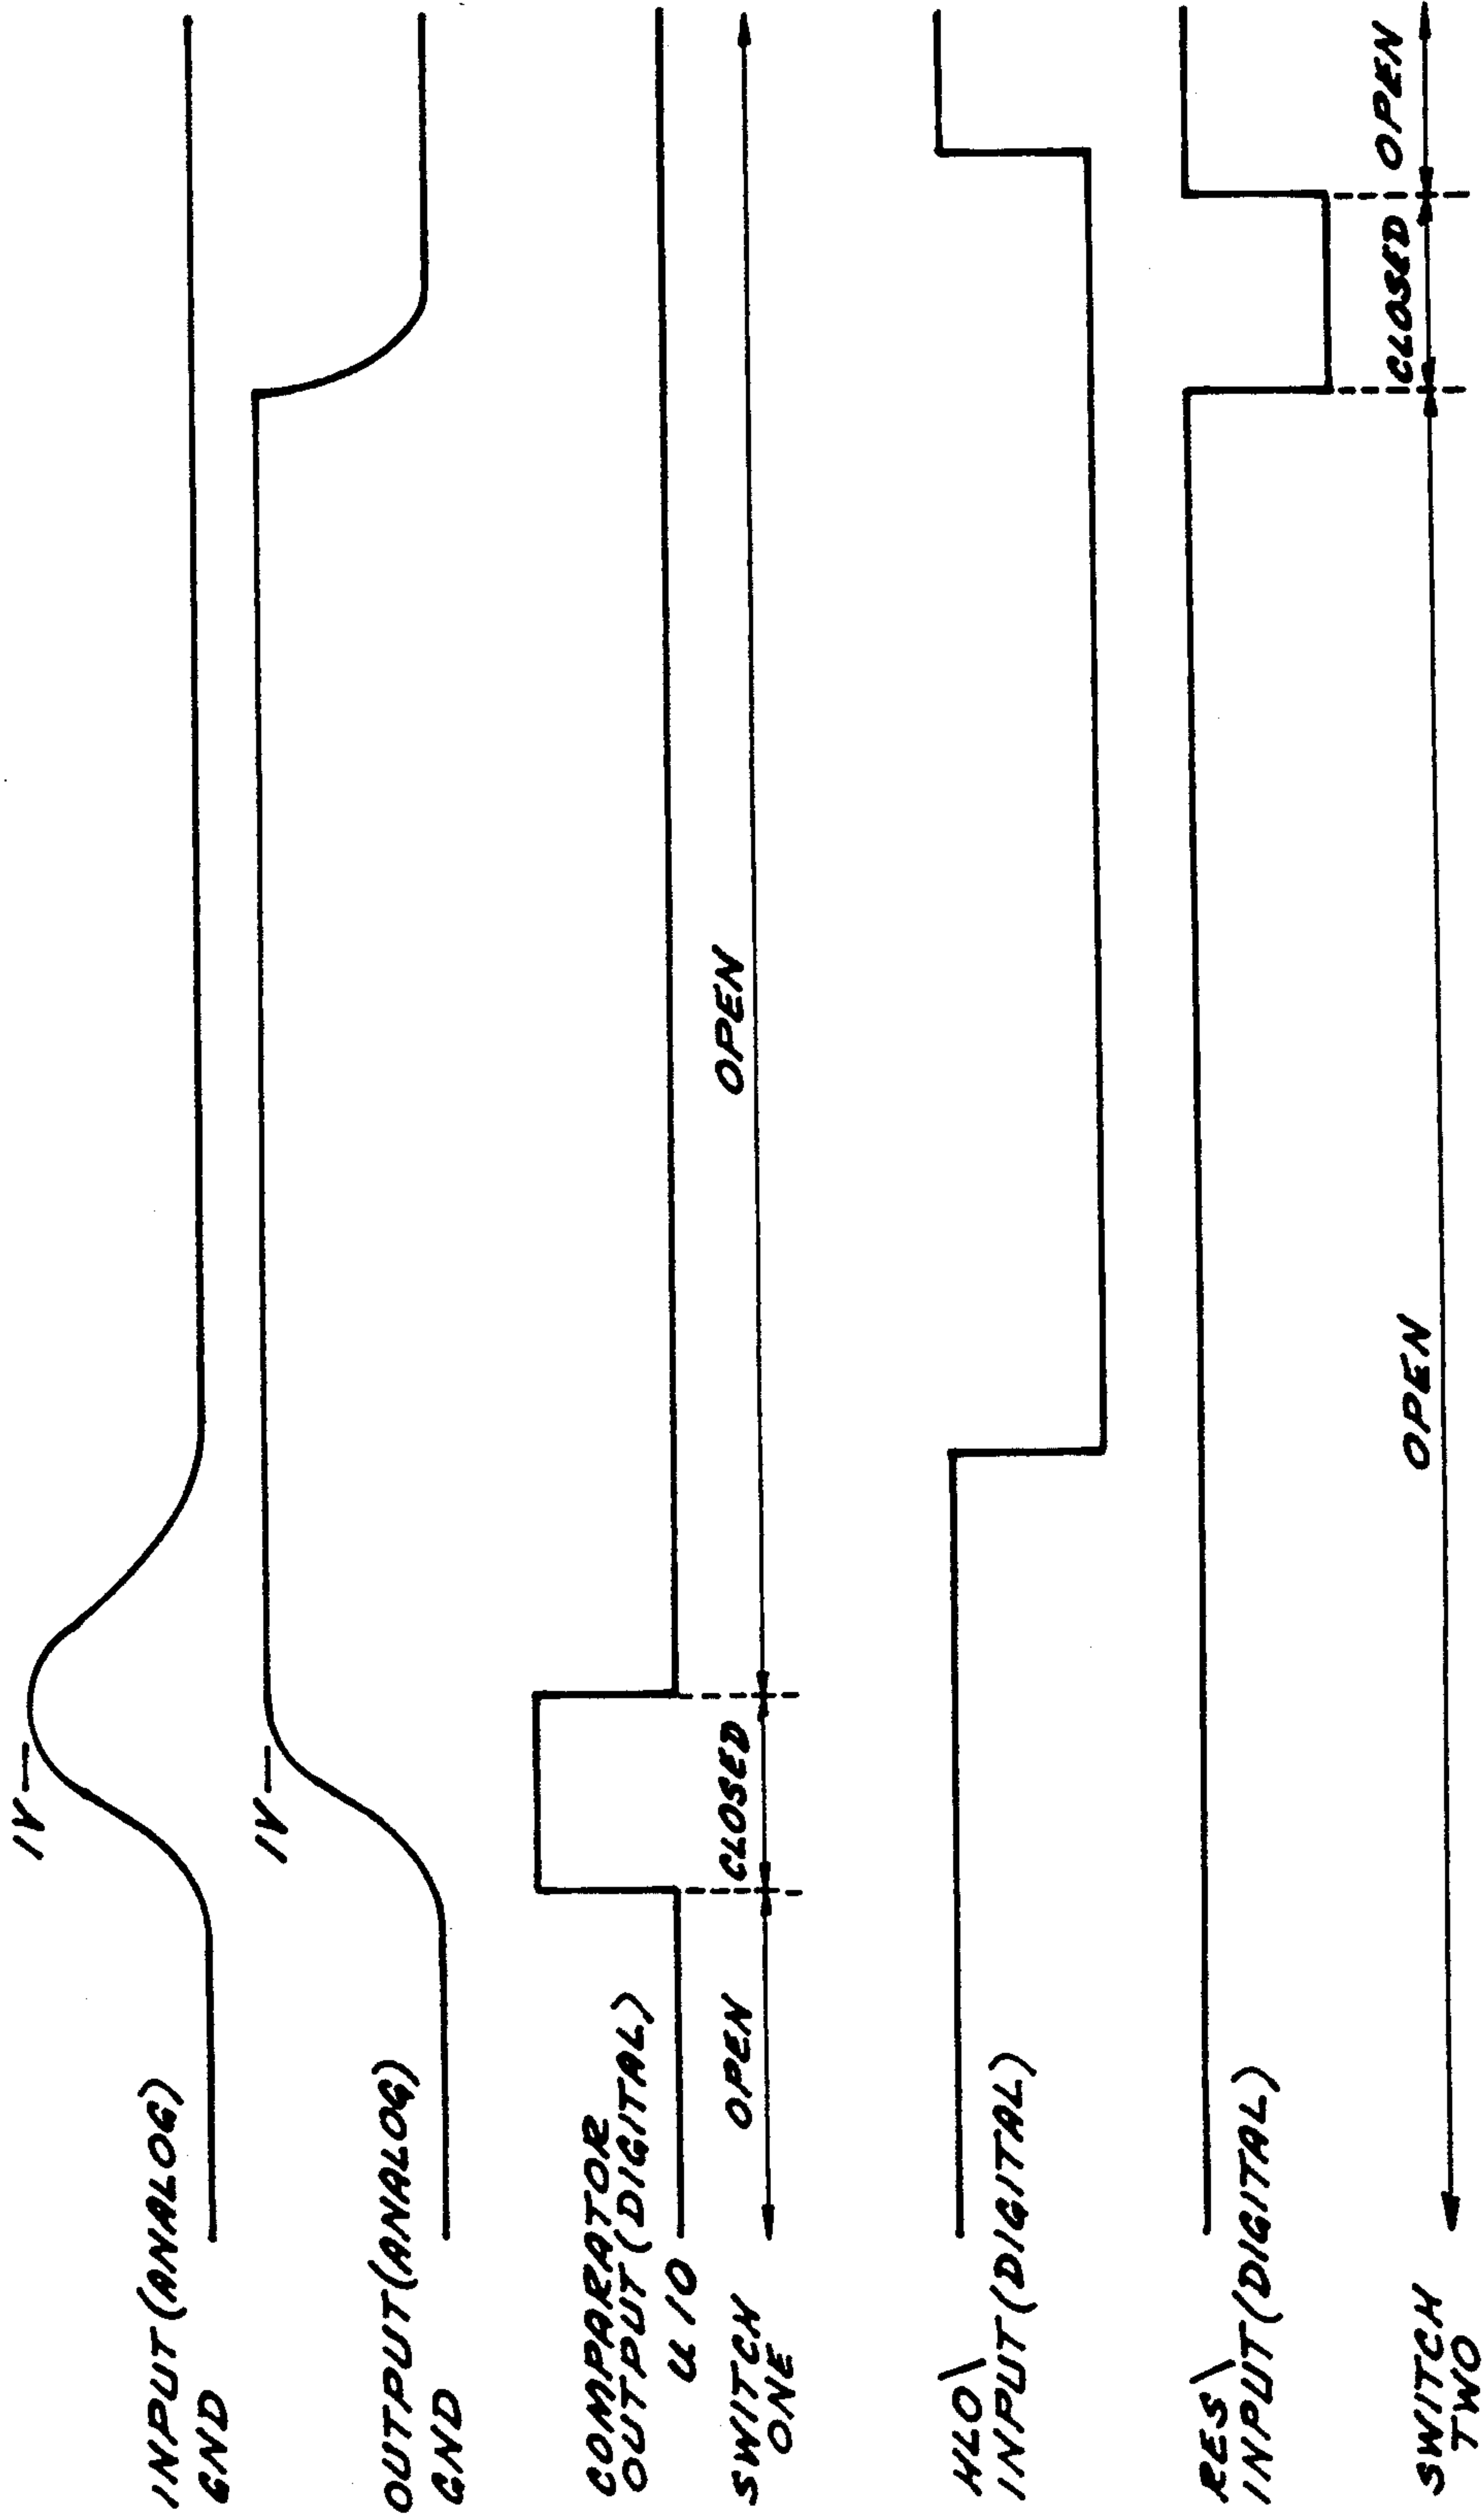 1V
INPUT (ANALOG)
GND
1V
OUTPUT (ANALOG)
GND
COMPARATOR
OUTPUT (DIGITAL)
U10
SWITCH
ONE
OPEN
CLOSED
OPEN
HLO\
INPUT (DIGITAL)
RES\
INPUT (DIGITAL)
SWITCH
TWO
OPEN
CLOSED
OPEN